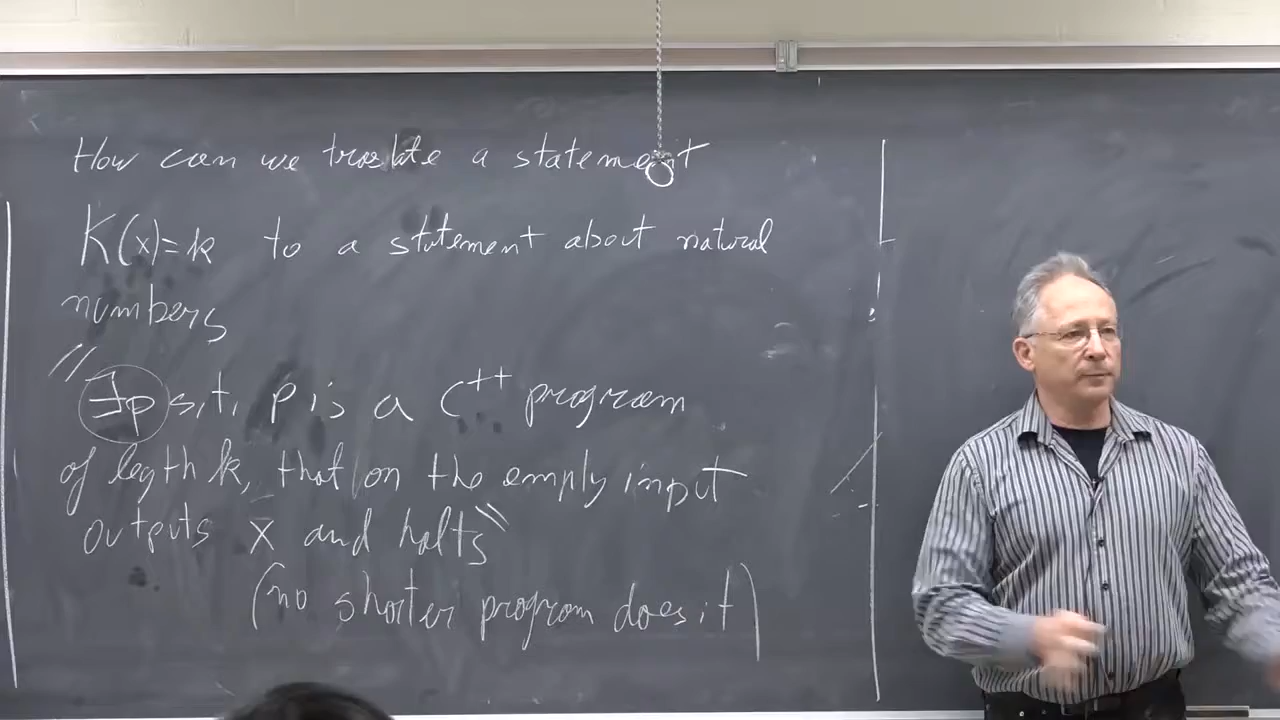 How can we translate a statement
K(x)=k to a statement about natural
numbers
"∃p s.t. p is a C++ program
of legth k, that on the empty input
outputs x and halts"
(no shorter program does it)